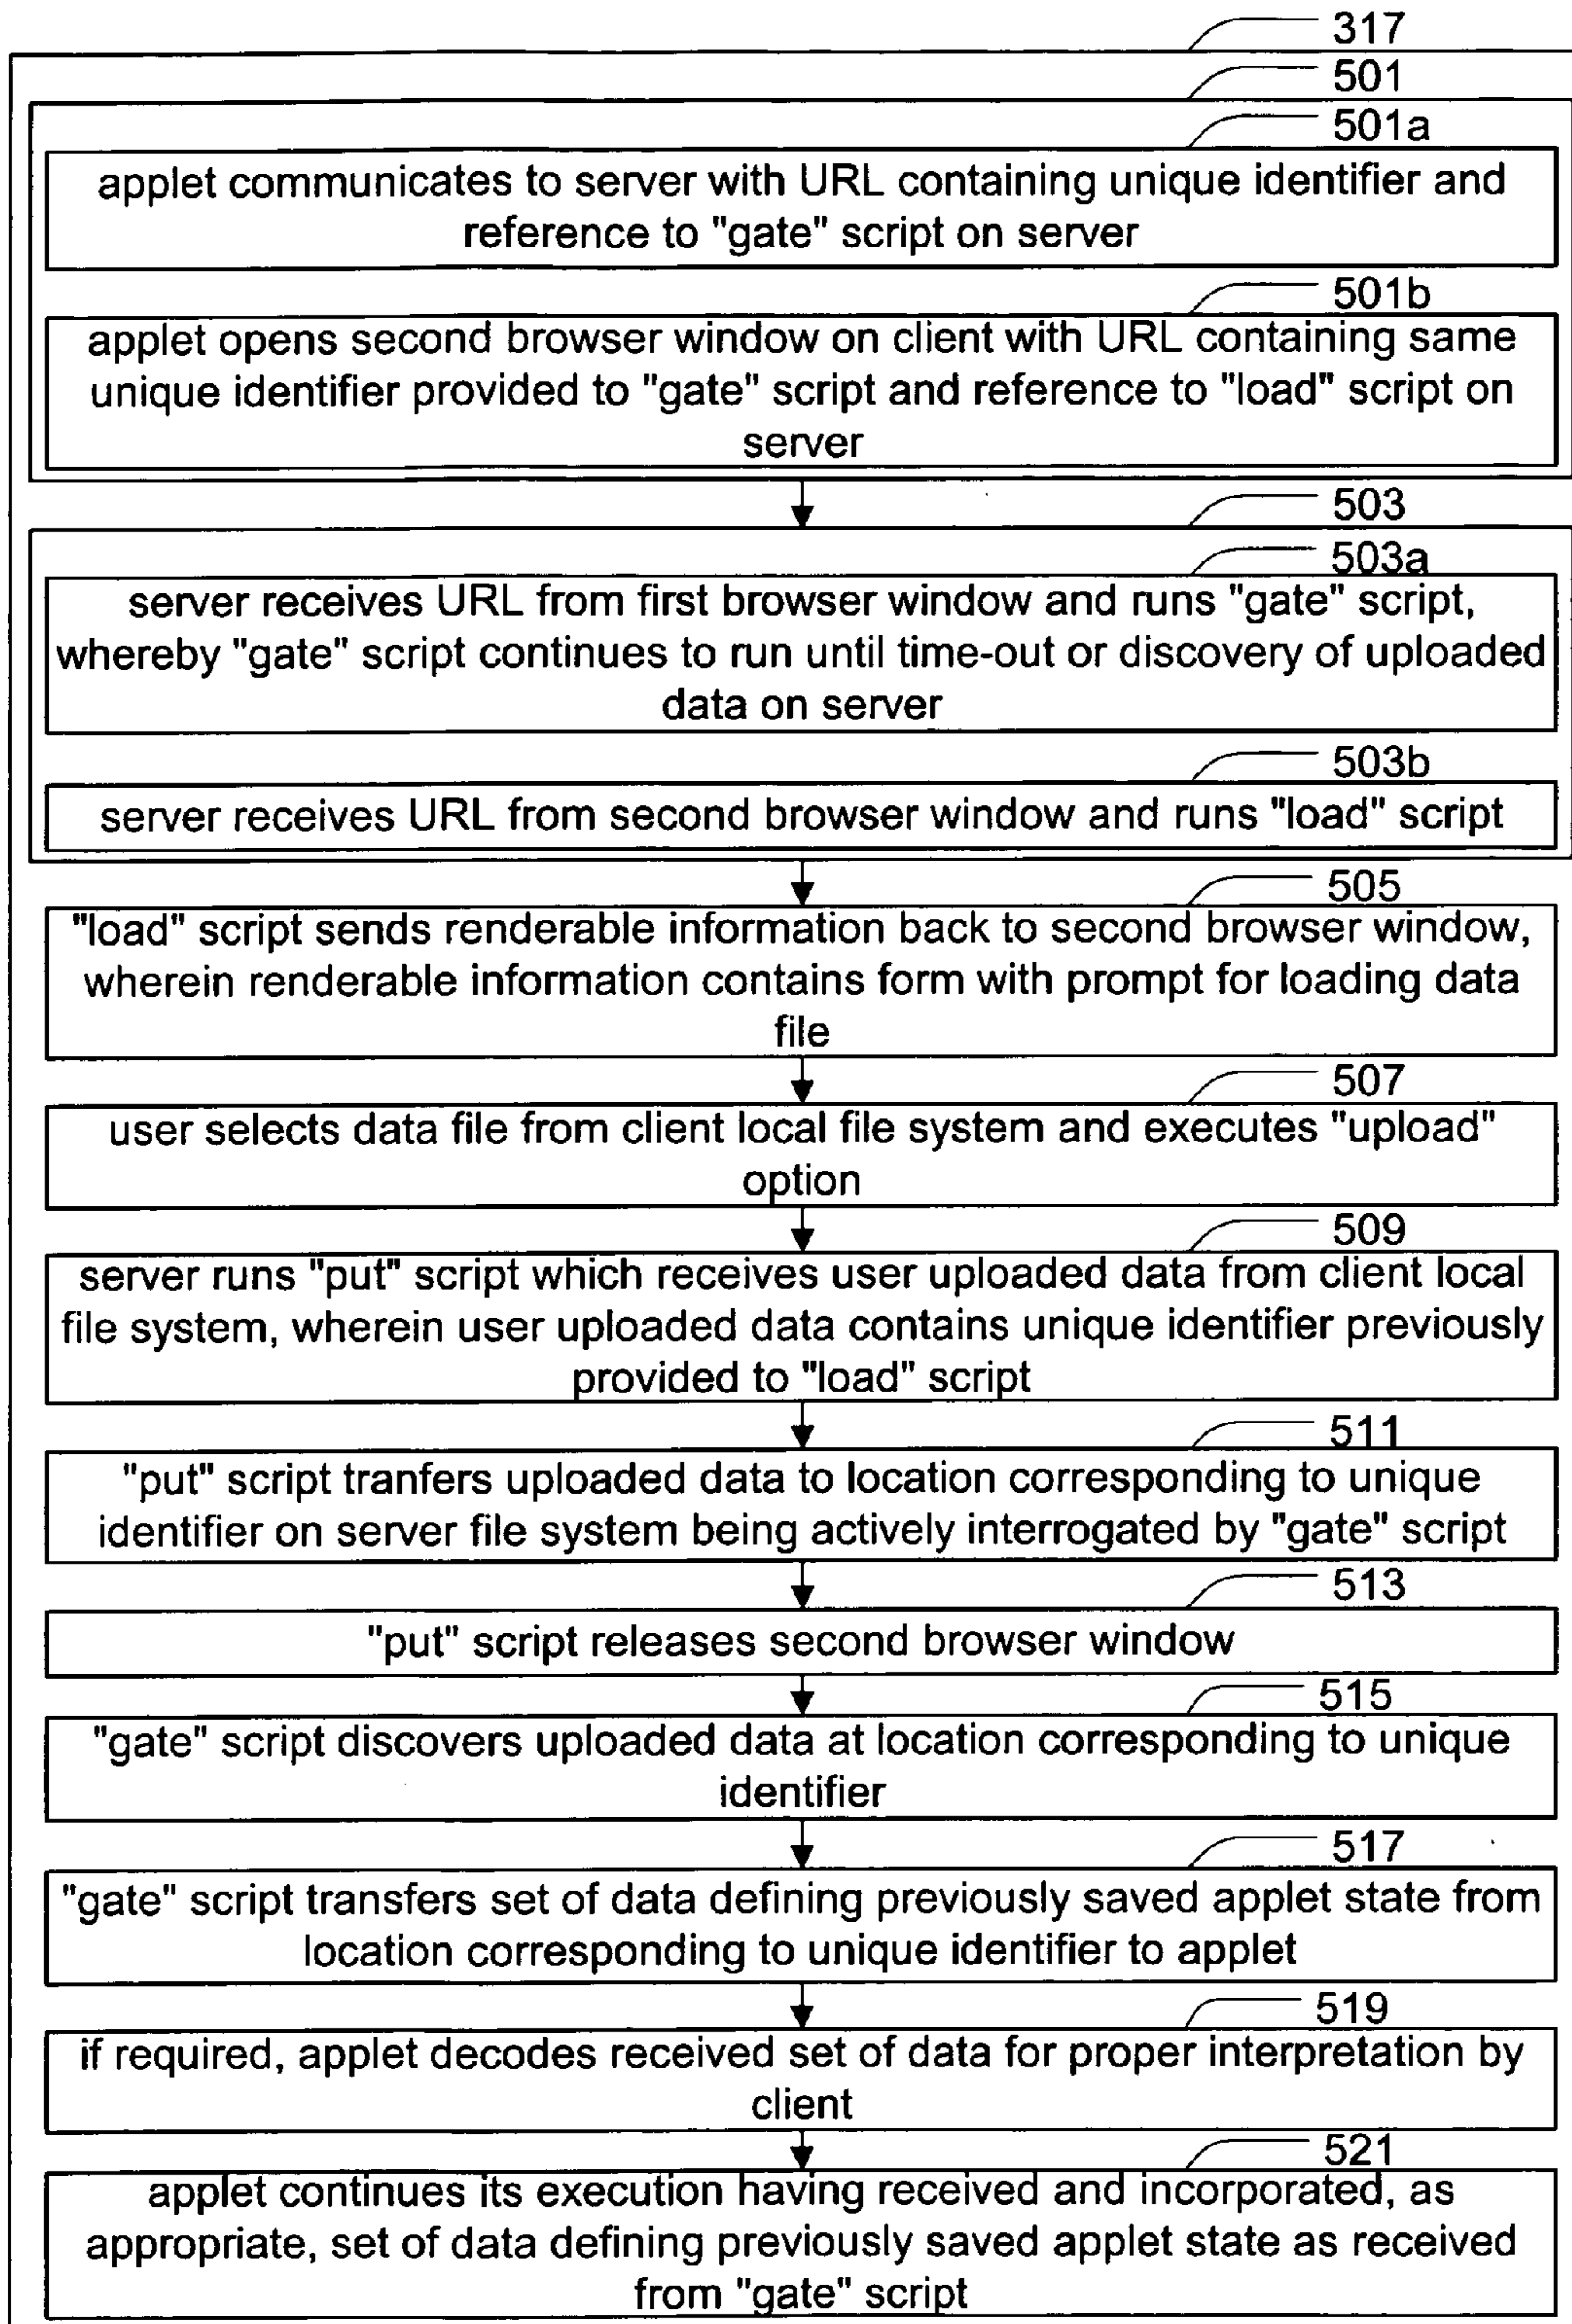 317
501
501a
applet communicates to server with URL containing unique identifier and
reference to "gate" script on server
501b
applet opens second browser window on client with URL containing same
unique identifier provided to "gate" script and reference to "load" script on
server
503
503a
server receives URL from first browser window and runs "gate" script,
whereby "gate" script continues to run until time-out or discovery of uploaded
data on server
503b
server receives URL from second browser window and runs "load" script
505
"load" script sends renderable information back to second browser window,
wherein renderable information contains form with prompt for loading data
file
507
user selects data file from client local file system and executes "upload"
option
509
server runs "put" script which receives user uploaded data from client local
file system, wherein user uploaded data contains unique identifier previously
provided to "load" script
511
"put" script tranfers uploaded data to location corresponding to unique
identifier on server file system being actively interrogated by "gate" script
513
"put" script releases second browser window
515
"gate" script discovers uploaded data at location corresponding to unique
identifier
517
"gate" script transfers set of data defining previously saved applet state from
location corresponding to unique identifier to applet
519
if required, applet decodes received set of data for proper interpretation by
client
521
applet continues its execution having received and incorporated, as
appropriate, set of data defining previously saved applet state as received
from "gate" script